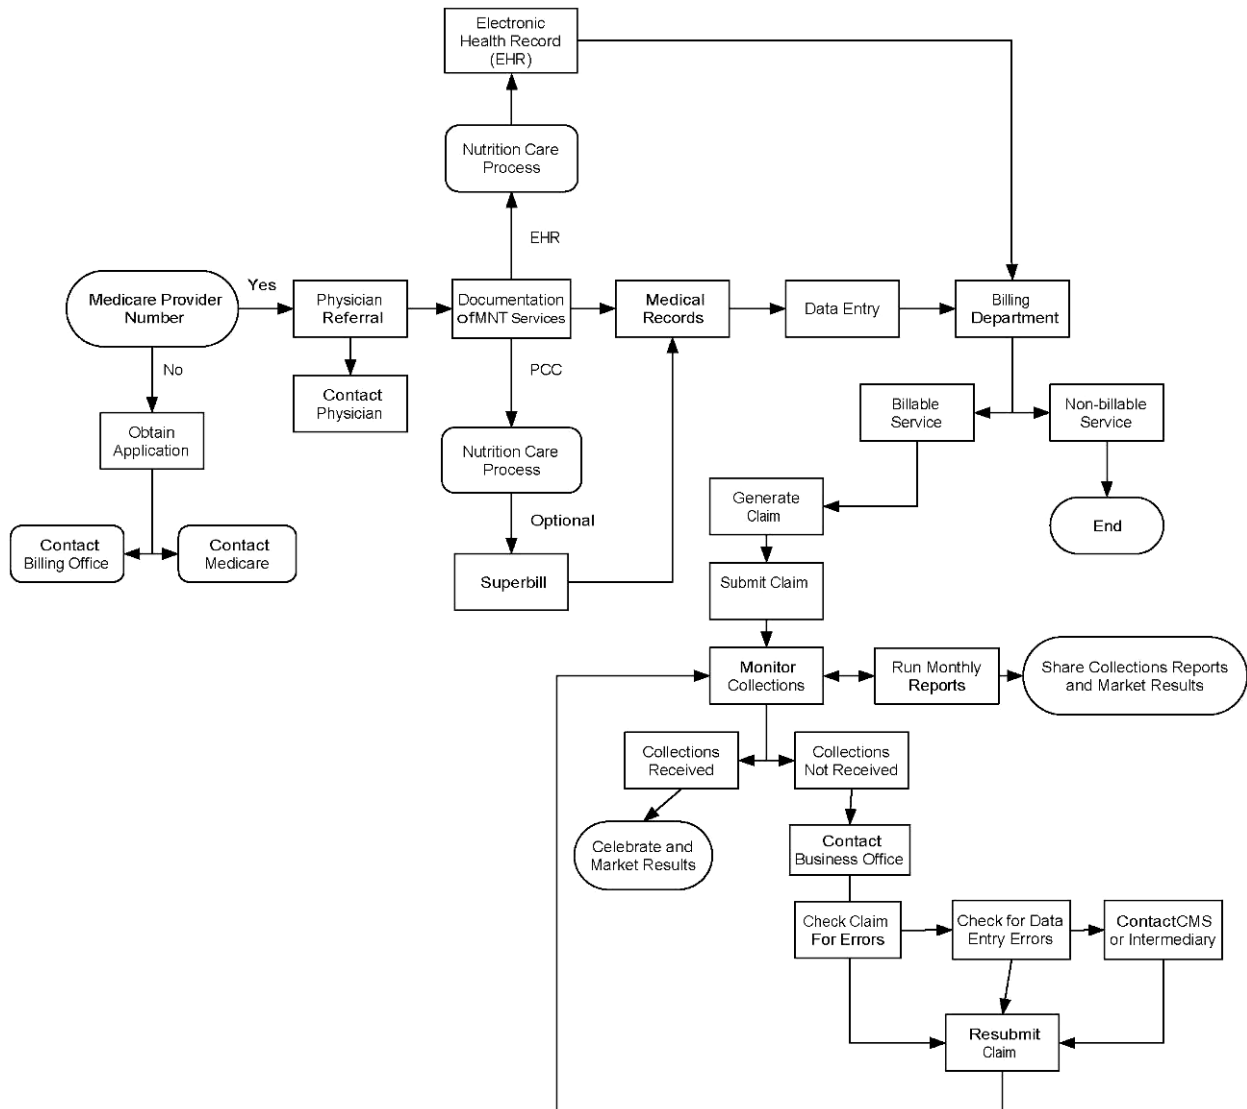 Electronic
Health Record
(EHR)
Nutrition Care
Process
EHR
Yes
Medicare Provider
Number
Physician
Referral
Documentation
ofMNT Services
Medical
Records
Data Entry
Billing
Department
No
Contact
Physician
PCC
Billable
Service
Non-billable
Service
Obtain
Application
Nutrition Care
Process
Generate
Claim
End
Optional
Contact
Billing Office
Contact
Medicare
Superbill
Submit Claim
Monitor
Collections
Run Monthly
Reports
Share Collections Reports
and Market Results
Collections
Received
Collections
Not Received
Celebrate and
Market Results
Contact
Business Office
Check Claim
For Errors
Check for Data
Entry Errors
ContactCMS
or Intermediary
Resubmit
Claim